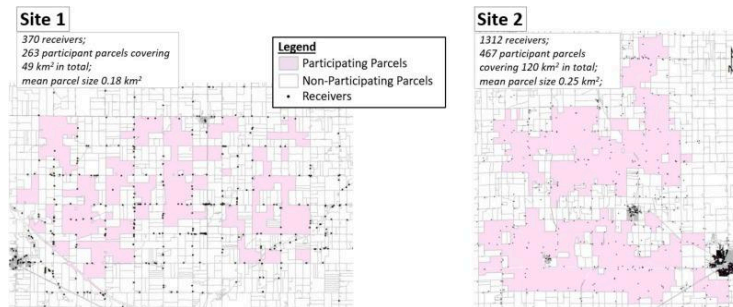 Site 1
370 receivers;
263 participant parcels covering
49 km² in total;
mean parcel size 0.18 km²
Legend
Participating Parcels
Non-Participating Parcels
Receivers
Site 2
1312 receivers;
467 participant parcels
covering 120 km² in total;
mean parcel size 0.25 km²;